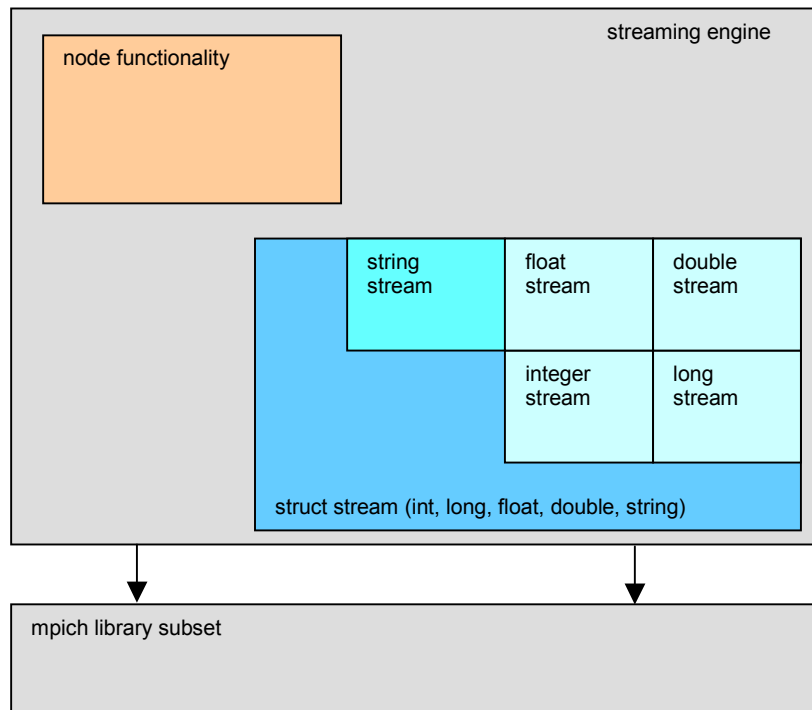 streaming engine
node functionality
string
stream
float
stream
double
stream
integer
stream
long
stream
struct stream (int, long, float, double, string)
mpich library subset